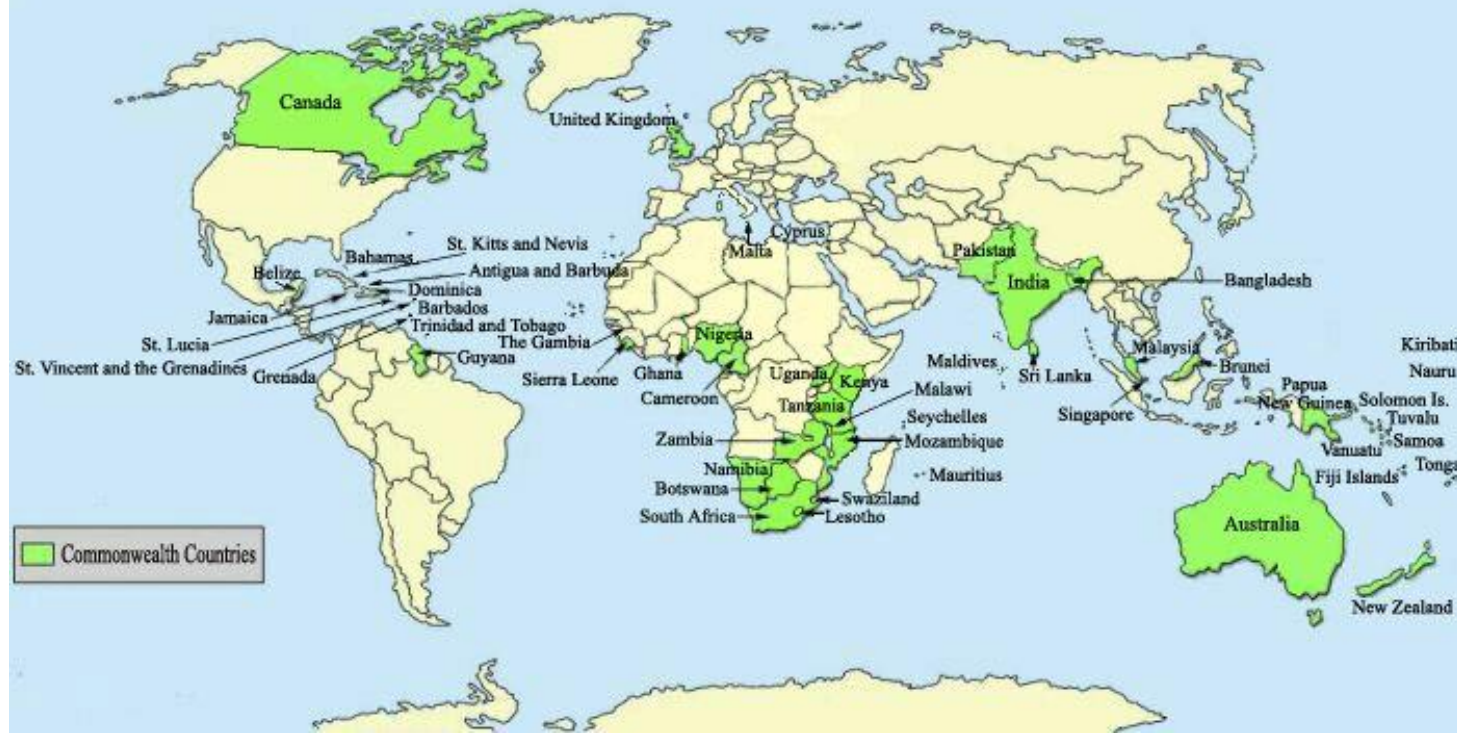 Canada
United Kingdom
Cyprus
Malta
St. Kitts and Nevis
Bahamas
Antigua and Barbuda
Belize
Dominica
Barbados
Jamaica
Trinidad and Tobago
St. Lucia
The Gambia
Guyana
St. Vincent and the Grenadines
Grenada
Sierra Leone
Nigeria
Ghana
Cameroon
Uganda
Kenya
Tanzania
Malawi
Seychelles
Zambia
Mozambique
Namibia
Mauritius
Botswana
Swaziland
South Africa
Lesotho
Pakistan
India
Bangladesh
Maldives
Sri Lanka
Malaysia
Brunei
Singapore
Kiribati
Nauru
Papua
New Guinea
Solomon Is.
Tuvalu
Samoa
Vanuatu
Tonga
Fiji Islands
Australia
New Zealand
Commonwealth Countries